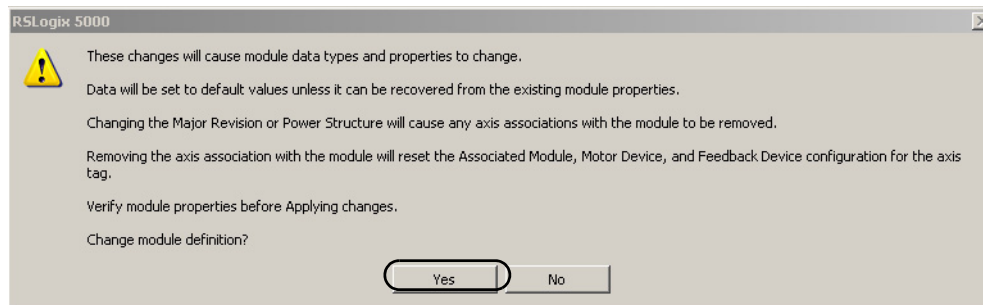 RSLogix 5000
These changes will cause module data types and properties to change.
Data will be set to default values unless it can be recovered from the existing module properties.
Changing the Major Revision or Power Structure will cause any axis associations with the module to be removed.
Removing the axis association with the module will reset the Associated Module, Motor Device, and Feedback Device configuration for the axis
tag.
Verify module properties before Applying changes.
Change module definition?
Yes No